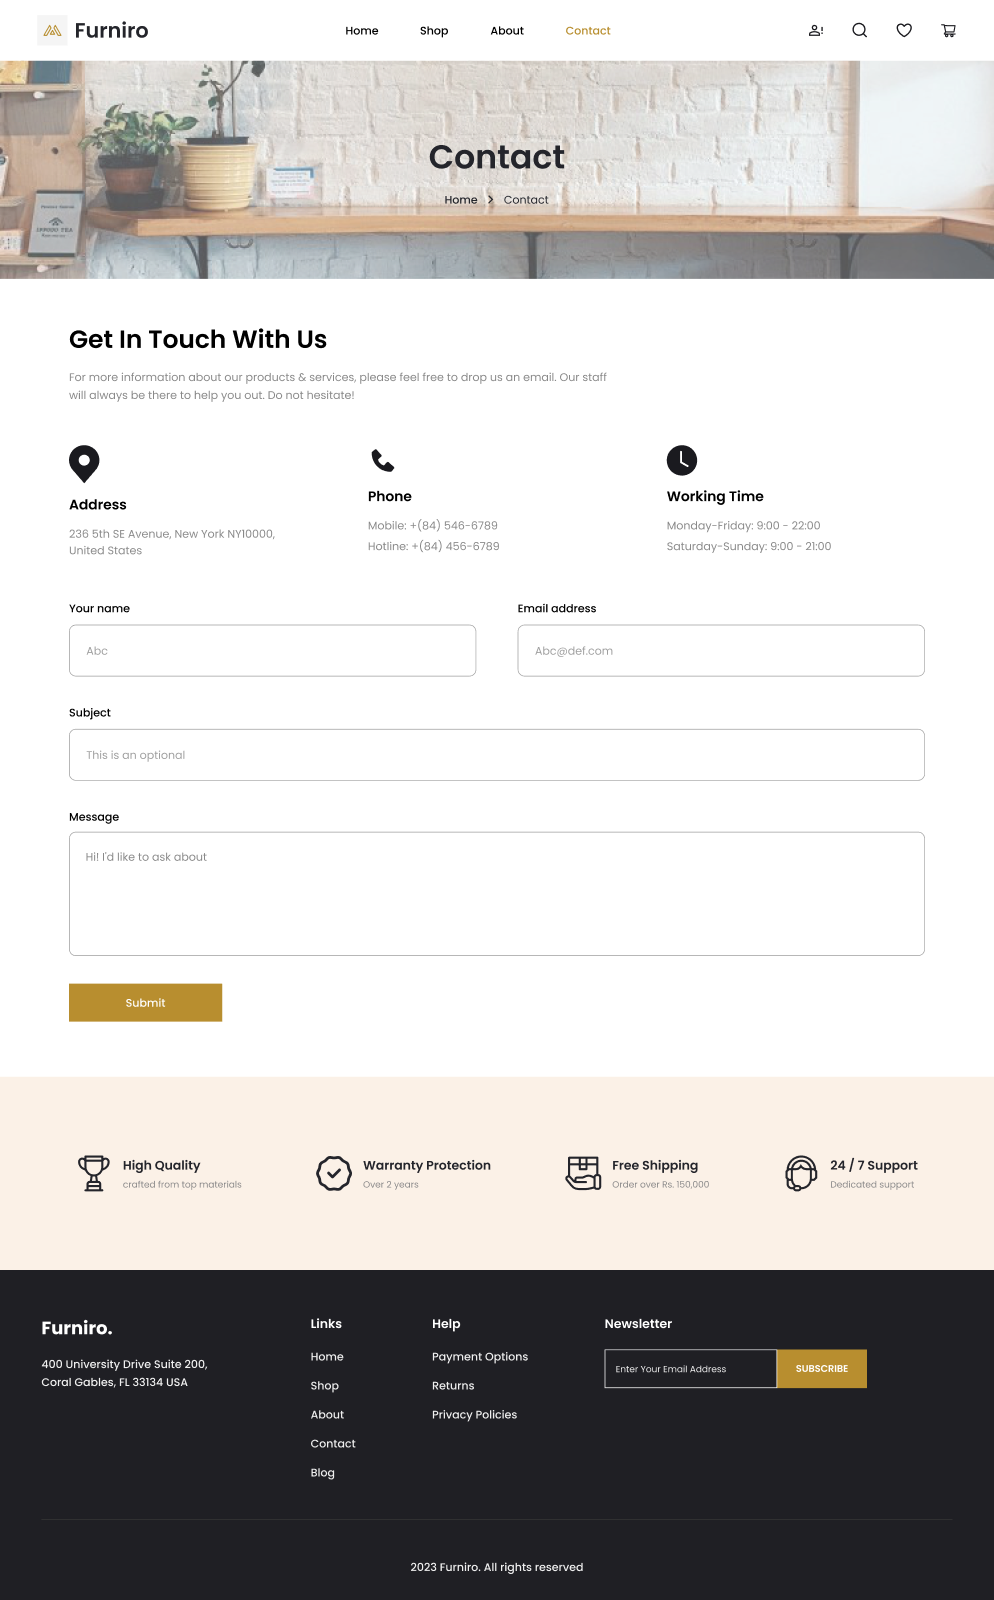 Furniro
Home
Shop
About
Contact
Contact
Home > Contact
Get In Touch With Us
For more information about our products & services, please feel free to drop us an email. Our staff
will always be there to help you out. Do not hesitate!
Address
236 5th SE Avenue, New York NY10000,
United States
Phone
Mobile: +(84) 546-6789
Hotline: +(84) 456-6789
Working Time
Monday-Friday: 9:00 - 22:00
Saturday-Sunday: 9:00 - 21:00
Your name
Abc
Email address
Abc@def.com
Subject
This is an optional
Message
Hi! I'd like to ask about
Submit
High Quality
crafted from top materials
Warranty Protection
Over 2 years
Free Shipping
Order over Rs. 150,000
24 / 7 Support
Dedicated support
Furniro.
400 University Drive Suite 200,
Coral Gables, FL 33134 USA
Links
Home
Shop
About
Contact
Blog
Help
Payment Options
Returns
Privacy Policies
Newsletter
Enter Your Email Address
SUBSCRIBE
2023 Furniro. All rights reserved